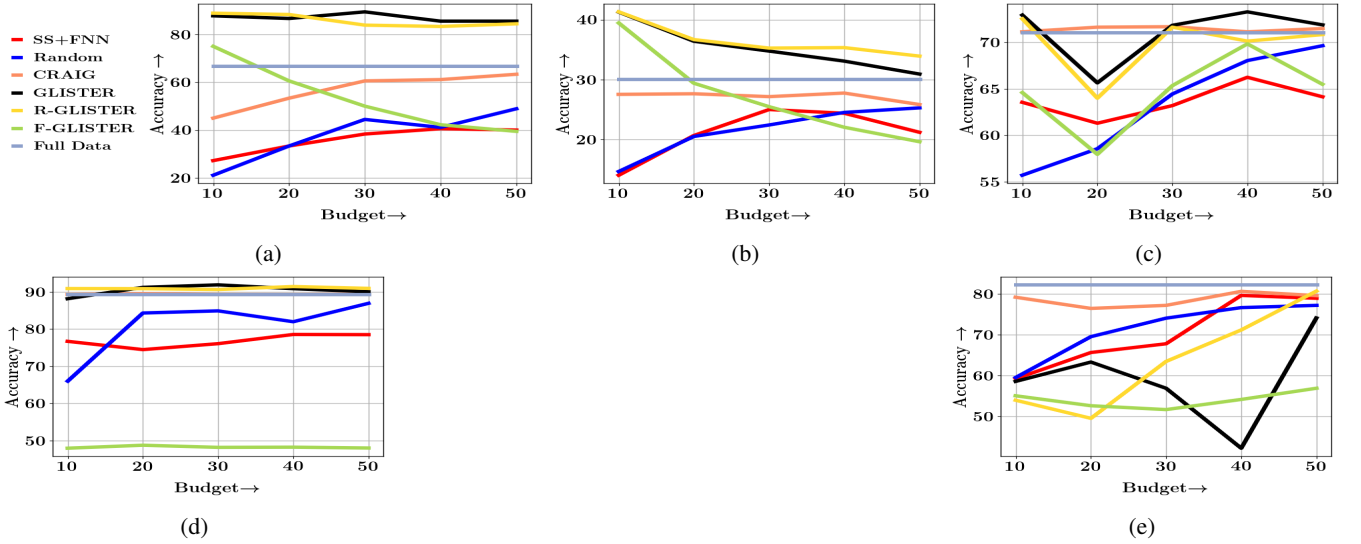 SS+FNN
Random
CRAIG
GLISTER
R-GLISTER
F-GLISTER
Full Data
Accuracy →
80
60
40
20
10 20 30 40 50
Budget→
(a)
Accuracy →
40
30
20
10 20 30 40 50
Budget→
(b)
Accuracy →
70
65
60
55
10 20 30 40 50
Budget→
(c)
Accuracy →
90
80
70
60
50
10 20 30 40 50
Budget→
(d)
Accuracy →
80
70
60
50
10 20 30 40 50
Budget→
(e)